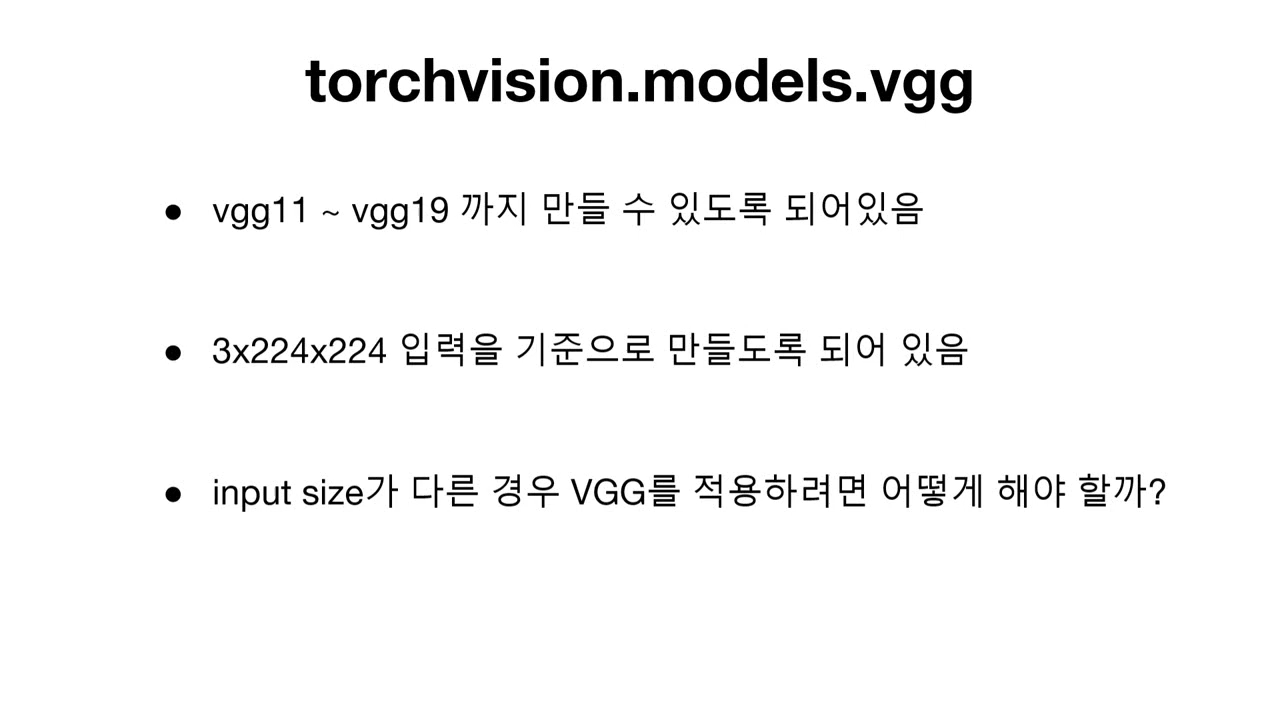 torchvision.models.vgg
● vgg11 ~ vgg19 까지 만들 수 있도록 되어있음
● 3x224x224 입력을 기준으로 만들도록 되어 있음
● input size가 다른 경우 VGG를 적용하려면 어떻게 해야 할까?